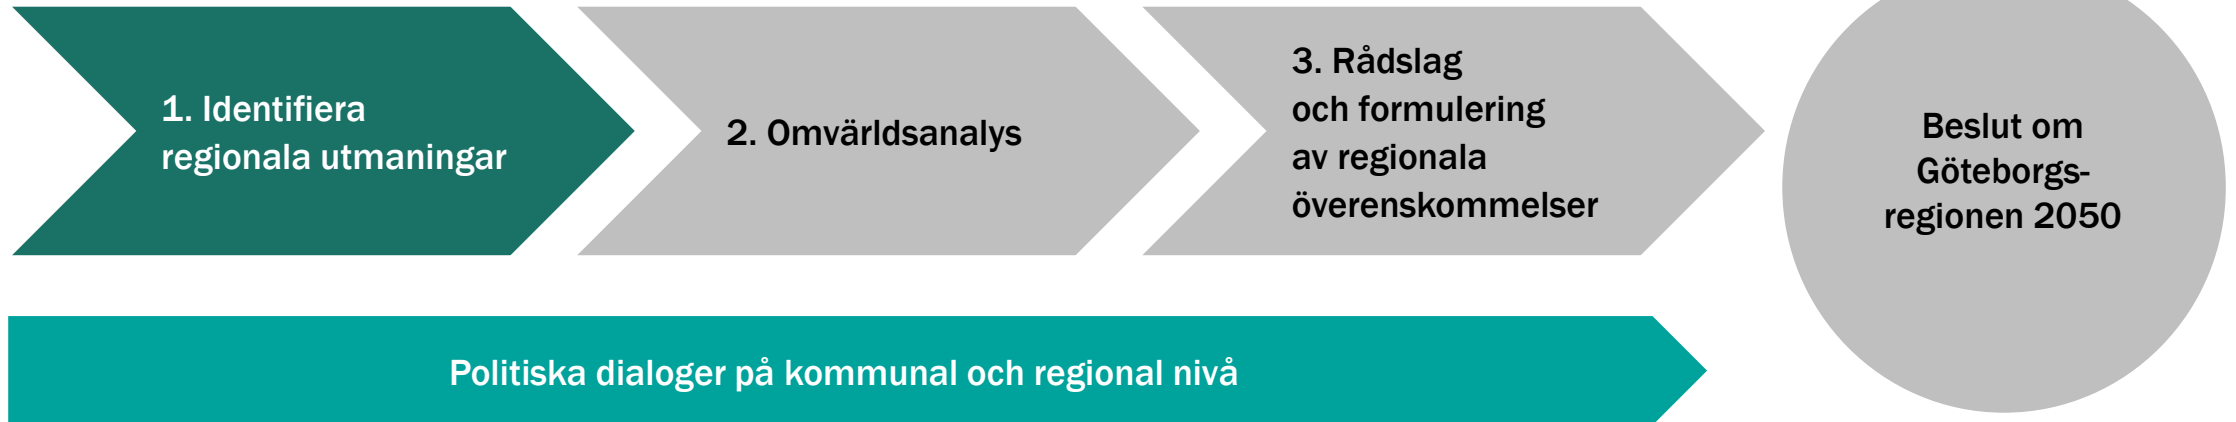 1. Identifiera
regionala utmaningar
2. Omvärldsanalys
3. Rådslag
och formulering
av regionala
överenskommelser
Beslut om
Göteborgs-
regionen 2050
Politiska dialoger på kommunal och regional nivå